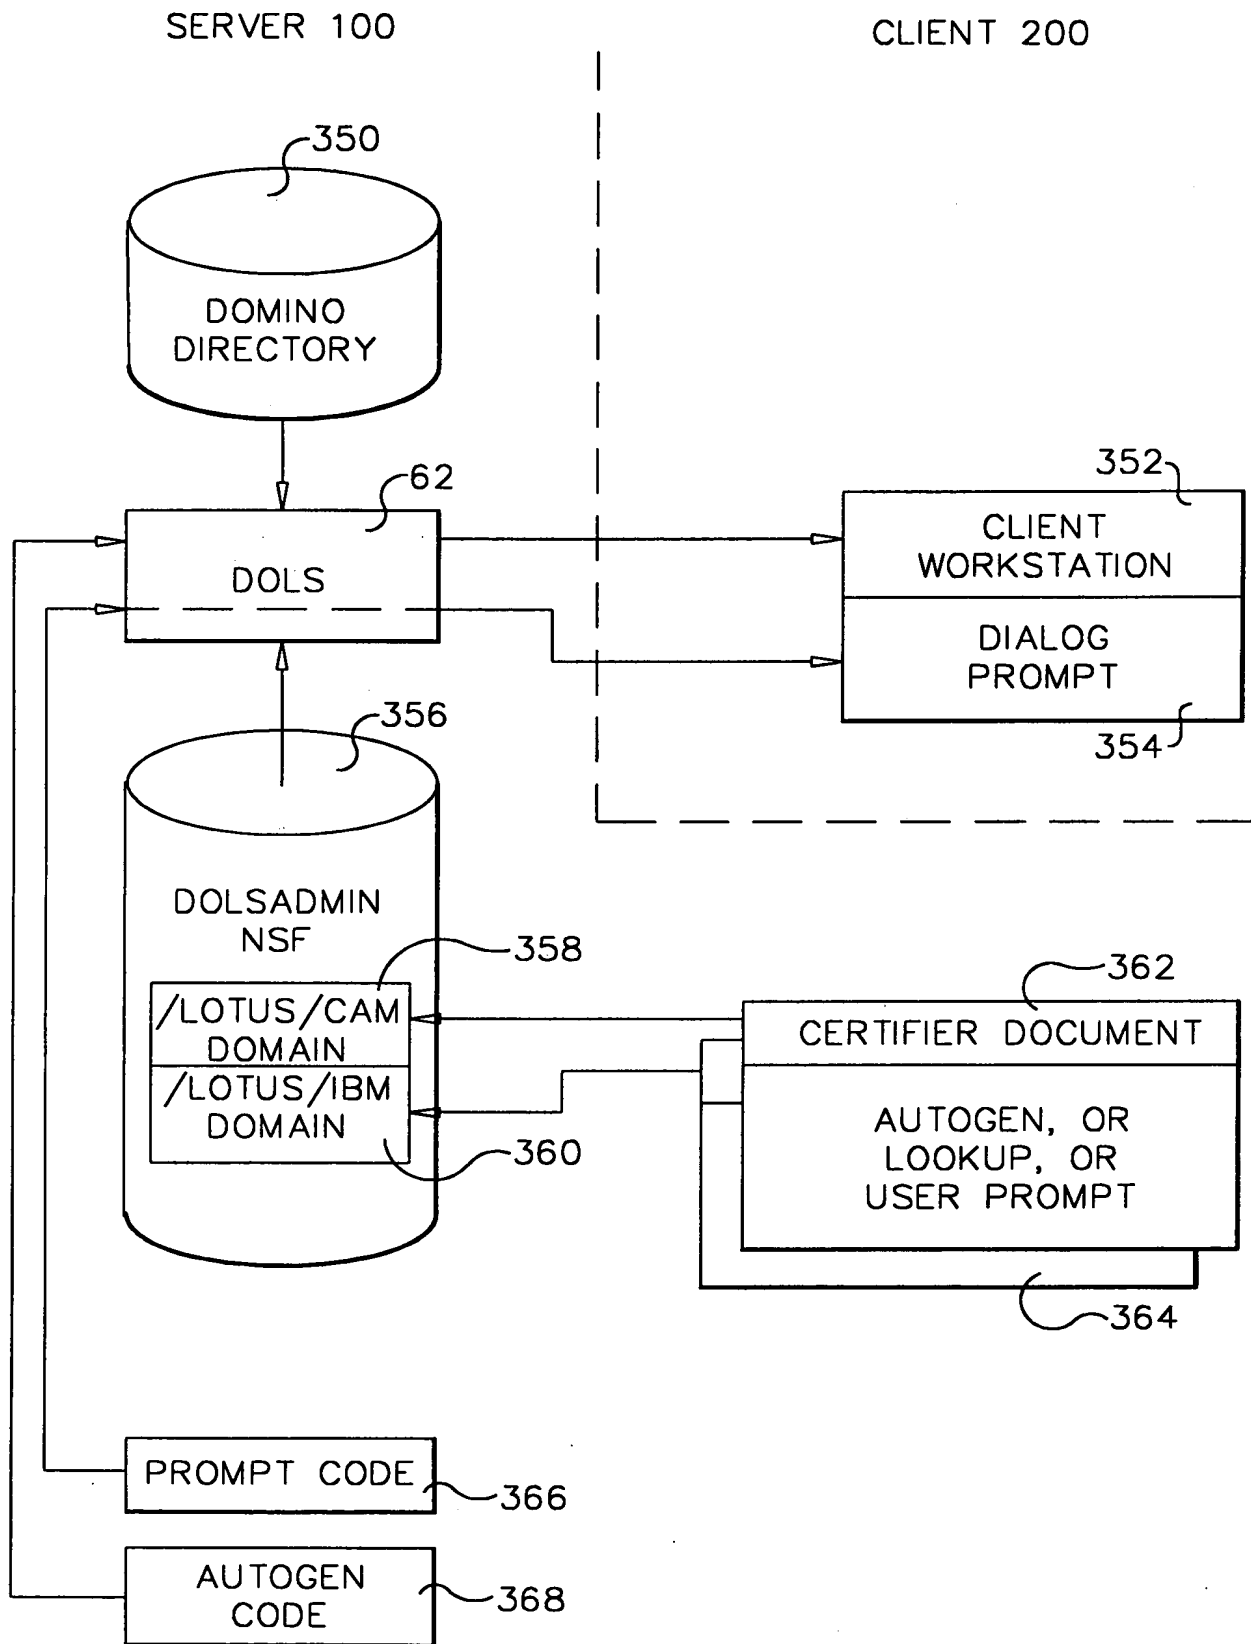 SERVER 100
CLIENT 200
350
DOMINO
DIRECTORY
62
DOLS
352
CLIENT
WORKSTATION
DIALOG
PROMPT
354
356
DOLSADMIN
NSF
358
/LOTUS/CAM
DOMAIN
/LOTUS/IBM
DOMAIN
360
362
CERTIFIER DOCUMENT
AUTOGEN, OR
LOOKUP, OR
USER PROMPT
364
PROMPT CODE
366
AUTOGEN
CODE
368